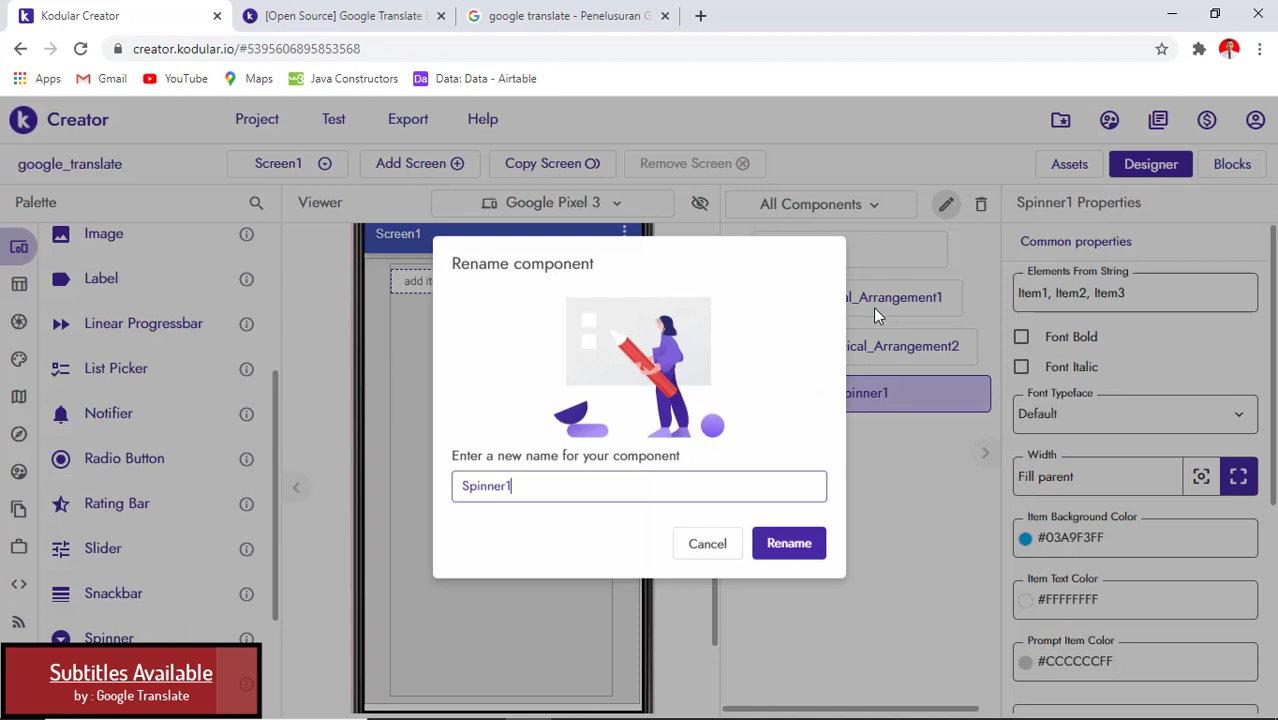 Kodular Creator
[Open Source] Google Translate E
google translate - Penelusuran G
creator.kodular.io/#5395606895853568
Apps
Gmail
YouTube
Maps
Java Constructors
Da
Data: Data - Airtable
Creator
Project
Test
Export
Help
google_translate
Screen1
Add Screen
Copy Screen
Remove Screen
Assets
Designer
Blocks
Palette
Viewer
Google Pixel 3
All Components
Spinner1 Properties
Image
Label
Linear Progressbar
List Picker
Notifier
Radio Button
Rating Bar
Slider
Snackbar
Spinner
Screen1
add it
al_Arrangement1
ical_Arrangement2
pinner1
Rename component
Enter a new name for your component
Spinner1
Cancel
Rename
Common properties
Elements From String
Item1, Item2, Item3
Font Bold
Font Italic
Font Typeface
Default
Width
Fill parent
Item Background Color
#03A9F3FF
Item Text Color
#FFFFFFFF
Prompt Item Color
#CCCCCCFF
Subtitles Available
by : Google Translate